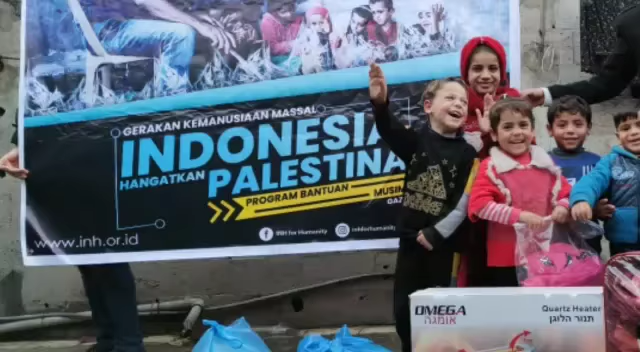 GERAKAN KEMANUSIAAN MASSAL
INDONESIA
HANGATKAN PALESTINA
PROGRAM BANTUAN MUSIM
GAZ
INH for Humanity inhforhumanity
www.inh.or.id
OMEGA
אומגה
Quartz Heater
תנור הלוגן